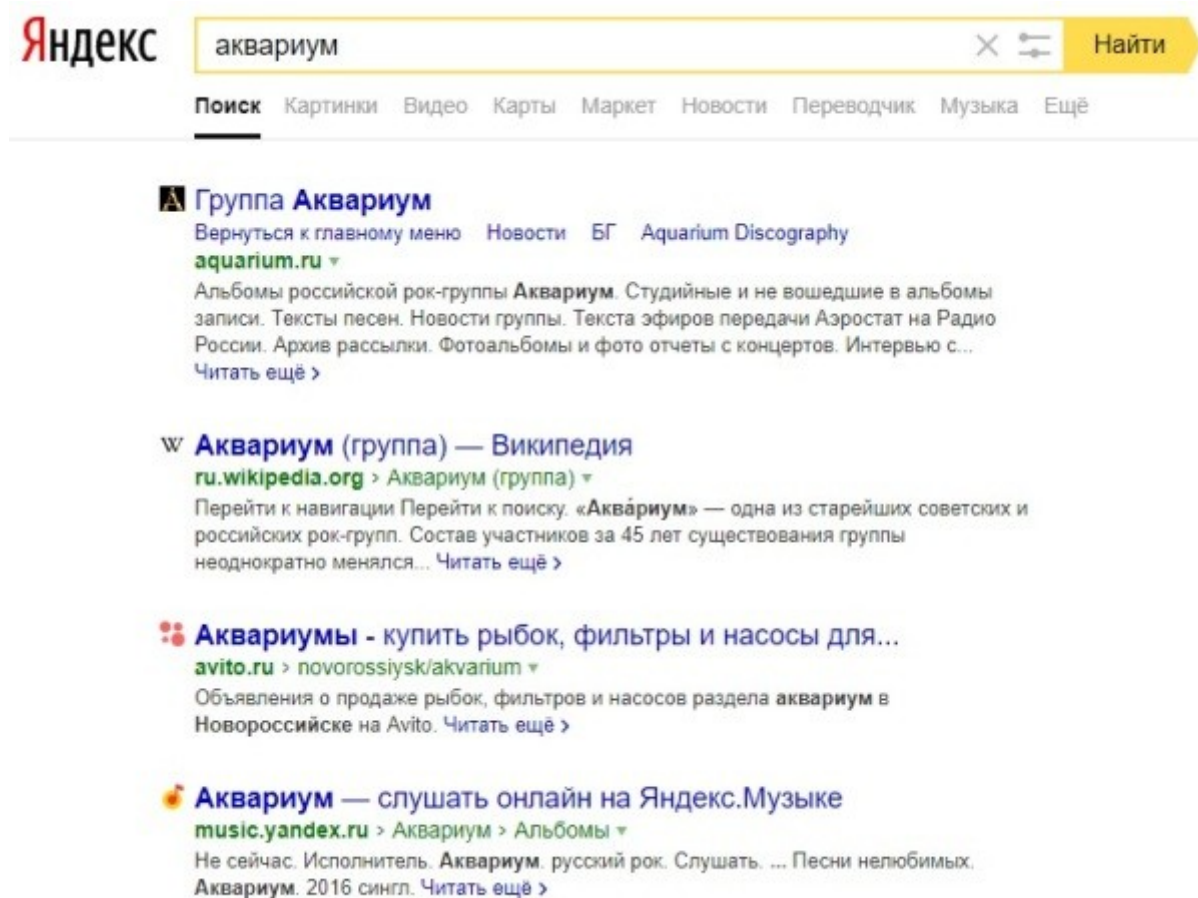 Яндекс
аквариум
Найти
Поиск Картинки Видео Карты Маркет Новости Переводчик Музыка Ещё
Группа Аквариум
Вернуться к главному меню Новости БГ Aquarium Discography
aquarium.ru
Альбомы российской рок-группы Аквариум. Студийные и не вошедшие в альбомы
записи. Тексты песен. Новости группы. Текста эфиров передачи Аэростат на Радио
России. Архив рассылки. Фотоальбомы и фото отчеты с концертов. Интервью с...
Читать ещё >
W Аквариум (группа) — Википедия
ru.wikipedia.org > Аквариум (группа)
Перейти к навигации Перейти к поиску. «Аква́риум» — одна из старейших советских и
российских рок-групп. Состав участников за 45 лет существования группы
неоднократно менялся... Читать ещё >
Аквариумы - купить рыбок, фильтры и насосы для...
avito.ru > novorossiysk/akvarium
Объявления о продаже рыбок, фильтров и насосов раздела аквариум в
Новороссийске на Avito. Читать ещё >
Аквариум — слушать онлайн на Яндекс.Музыке
music.yandex.ru > Аквариум > Альбомы
Не сейчас. Исполнитель. Аквариум. русский рок. Слушать. ... Песни нелюбимых.
Аквариум. 2016 сингл. Читать ещё >